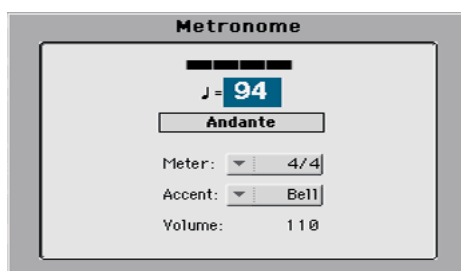 Metronome
♩= 94
Andante
Meter: 4/4
Accent: Bell
Volume: 110